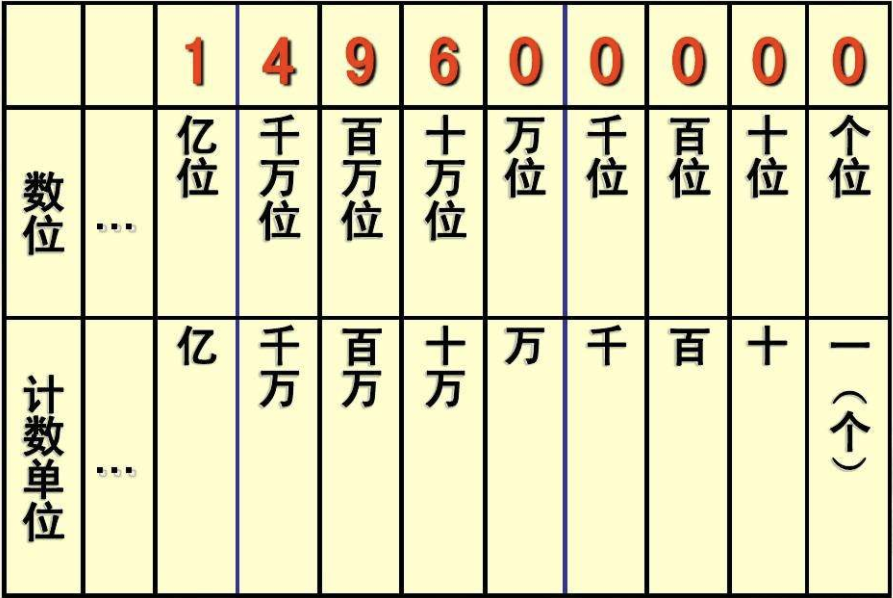 1 4 9 6 0 0 0 0 0
数位 … 亿位 千万位 百万位 十万位 万位 千位 百位 十位 个位
计数单位 … 亿 千万 百万 十万 万 千 百 十 一（个）